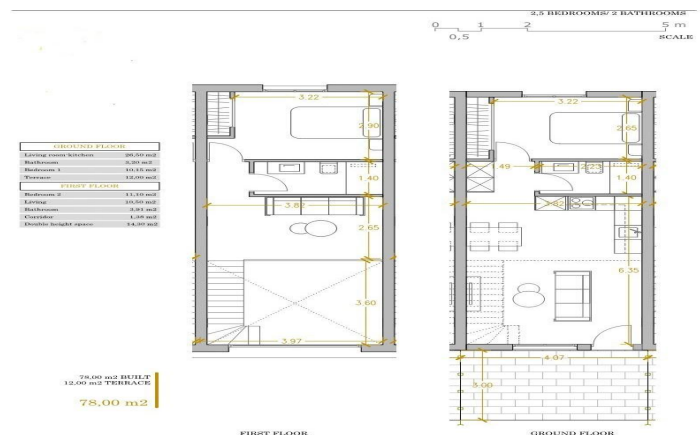 2,5 BEDROOMS/ 2 BATHROOMS
0 1 2 5 m
0,5 SCALE
GROUND FLOOR
Living room/kitchen 26,50 m2
Bathroom 3,20 m2
Bedroom 1 10,15 m2
Terrace 12,00 m2
FIRST FLOOR
Bedroom 2 11,10 m2
Living 10,50 m2
Bathroom 3,91 m2
Corridor 1,38 m2
Double height space 14,30 m2
3.22
2.90
1.40
3.82
2.65
3.60
3.97
3.22
2.65
.49
2.23
1.40
6.35
4.07
3.00
78,00 m2 BUILT
12,00 m2 TERRACE
78,00 m2
FIRST FLOOR
GROUND FLOOR